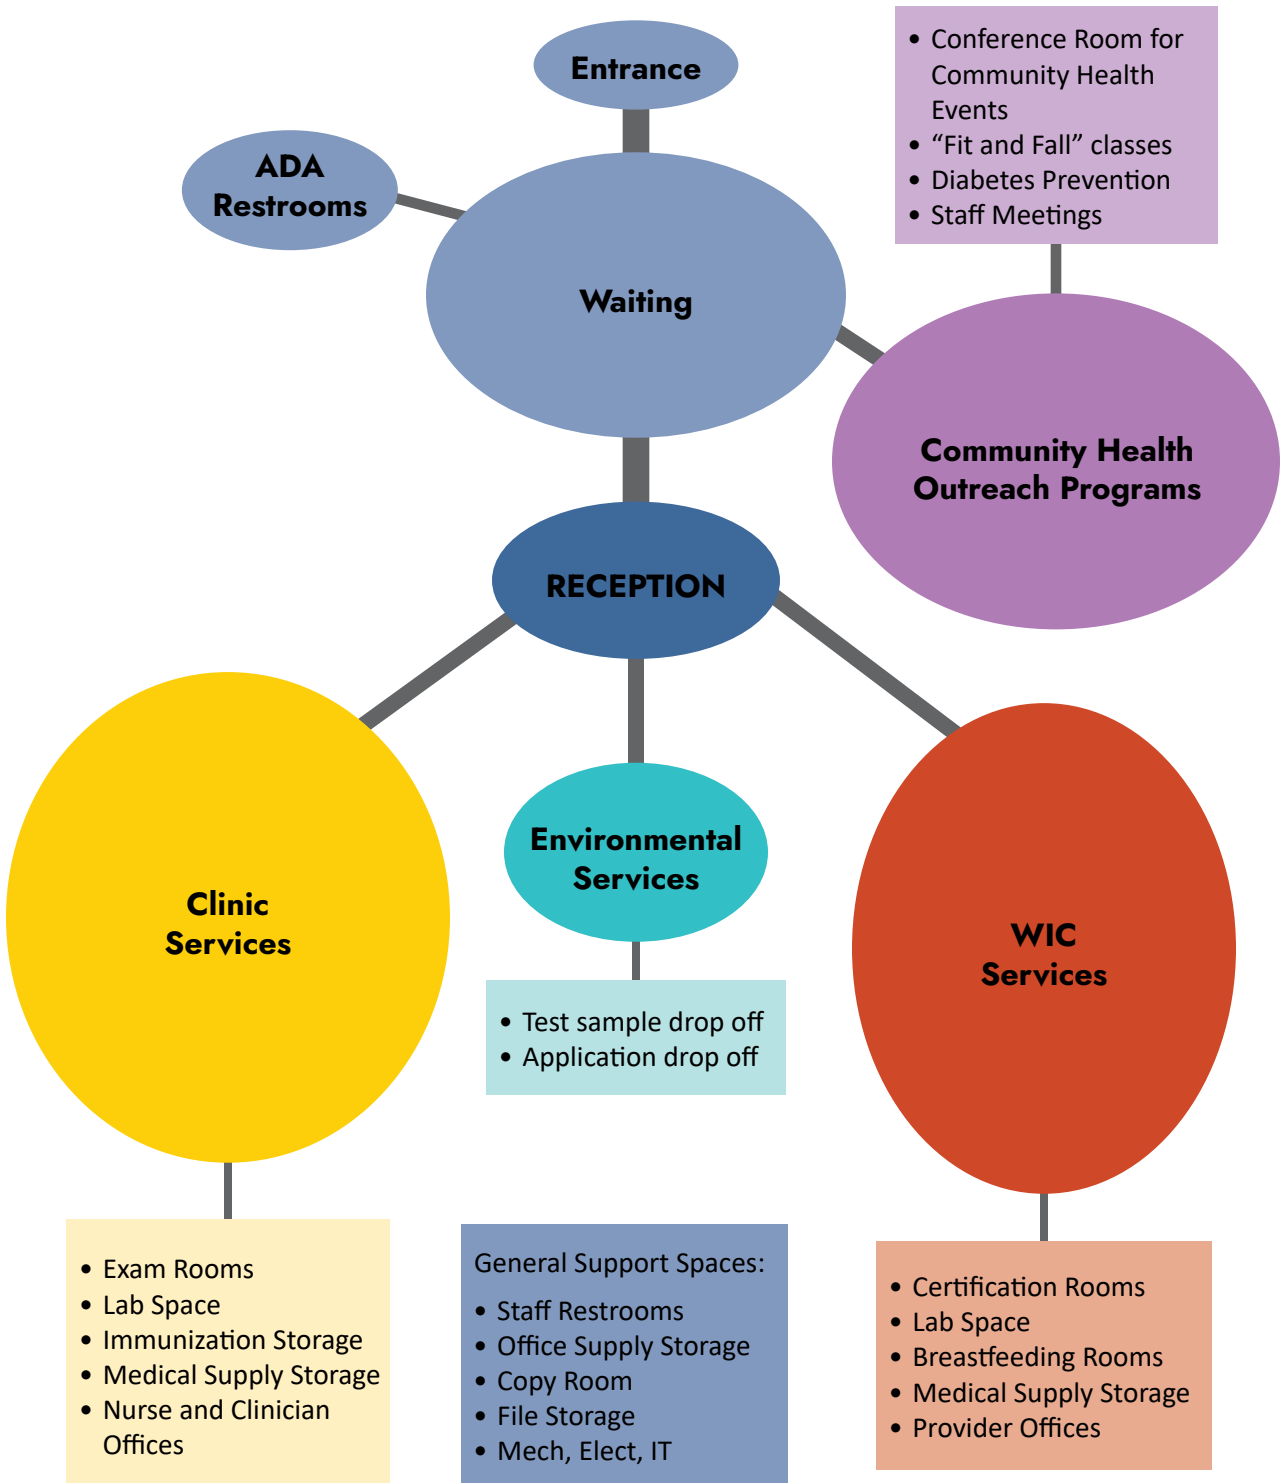 Entrance
• Conference Room for
Community Health
Events
• “Fit and Fall” classes
• Diabetes Prevention
• Staff Meetings
ADA
Restrooms
Waiting
Community Health
Outreach Programs
RECEPTION
Environmental
Services
Clinic
Services
WIC
Services
• Test sample drop off
• Application drop off
• Exam Rooms
• Lab Space
• Immunization Storage
• Medical Supply Storage
• Nurse and Clinician
Offices
General Support Spaces:
• Staff Restrooms
• Office Supply Storage
• Copy Room
• File Storage
• Mech, Elect, IT
• Certification Rooms
• Lab Space
• Breastfeeding Rooms
• Medical Supply Storage
• Provider Offices